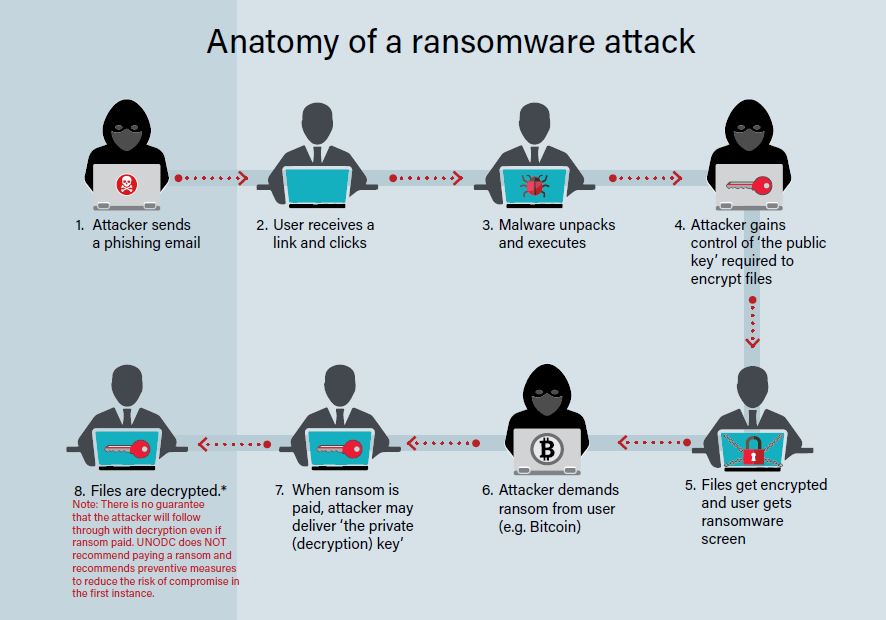 Anatomy of a ransomware attack
1. Attacker sends
a phishing email
2. User receives a
link and clicks
3. Malware unpacks
and executes
4. Attacker gains
control of ‘the public
key’ required to
encrypt files
8. Files are decrypted.*
Note: There is no guarantee
that the attacker will follow
through with decryption even if
ransom paid. UNODC does NOT
recommend paying a ransom and
recommends preventive measures
to reduce the risk of compromise in
the first instance.
7. When ransom is
paid, attacker may
deliver ‘the private
(decryption) key’
6. Attacker demands
ransom from user
(e.g. Bitcoin)
5. Files get encrypted
and user gets
ransomware
screen